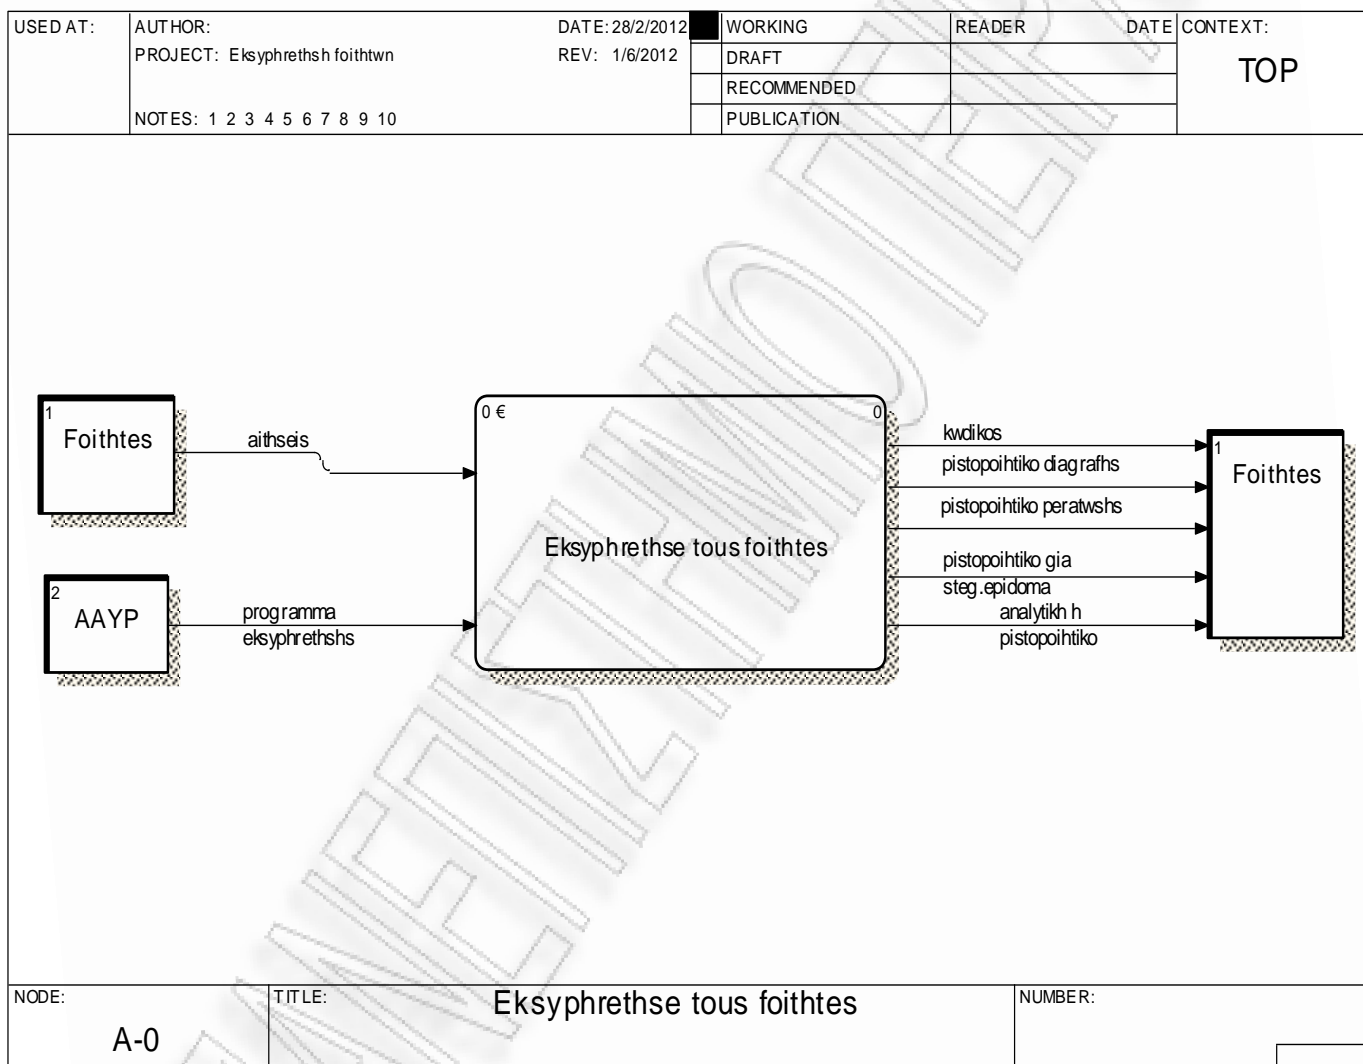 USED AT:
AUTHOR:
DATE: 28/2/2012
WORKING
READER
DATE
CONTEXT:
PROJECT: Eksyphrethsh foithtwn
REV: 1/6/2012
DRAFT
TOP
RECOMMENDED
NOTES: 1 2 3 4 5 6 7 8 9 10
PUBLICATION
1
Foithtes
aithseis
0 €
0
Eksyphrethse tous foithtes
kwdikos
pistopoihtiko diagrafhs
pistopoihtiko peratwshs
pistopoihtiko gia
steg.epidoma
analytikh h
pistopoihtiko
1
Foithtes
2
AAYP
programma
eksyphrethshs
NODE:
A-0
TITLE:
Eksyphrethse tous foithtes
NUMBER: